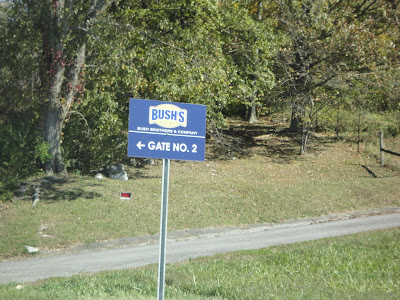 BUSH'S
BUSH BROTHERS & COMPANY
← GATE NO. 2